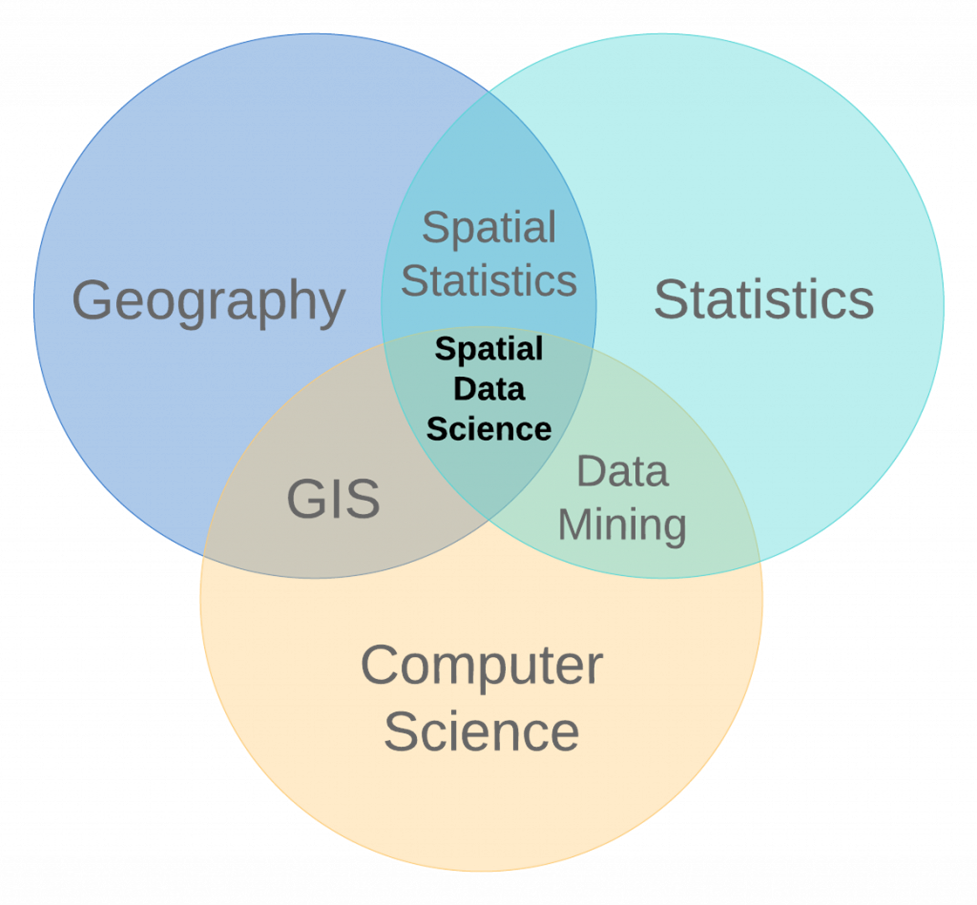 Spatial
Statistics
Geography
Statistics
Spatial
Data
Science
GIS
Data
Mining
Computer
Science